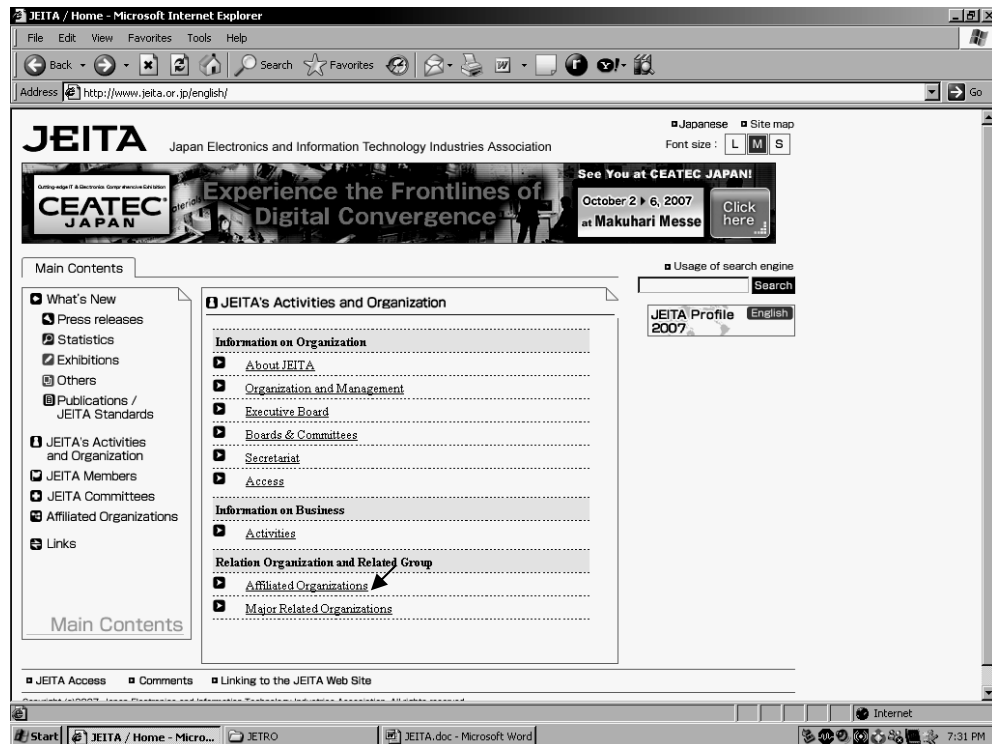 JEITA / Home - Microsoft Internet Explorer
File Edit View Favorites Tools Help
Back Search Favorites
Address http://www.jeita.or.jp/english/ Go
Japanese Site map
JEITA Japan Electronics and Information Technology Industries Association
Font size : L M S
Cutting-edge IT & Electronics Comprehensive Exhibition
CEATEC
JAPAN
Experience the Frontlines of
Digital Convergence
See You at CEATEC JAPAN!
October 2 6, 2007
at Makuhari Messe
Click
here
Main Contents
Usage of search engine
Search
JEITA Profile English
2007
What's New
Press releases
Statistics
Exhibitions
Others
Publications /
JEITA Standards
JEITA's Activities
and Organization
JEITA Members
JEITA Committees
Affiliated Organizations
Links
Main Contents
JEITA's Activities and Organization
Information on Organization
About JEITA
Organization and Management
Executive Board
Boards & Committees
Secretariat
Access
Information on Business
Activities
Relation Organization and Related Group
Affiliated Organizations
Major Related Organizations
JEITA Access Comments Linking to the JEITA Web Site
Internet
Start JEITA / Home - Micro... JETRO JEITA.doc - Microsoft Word 7:31 PM